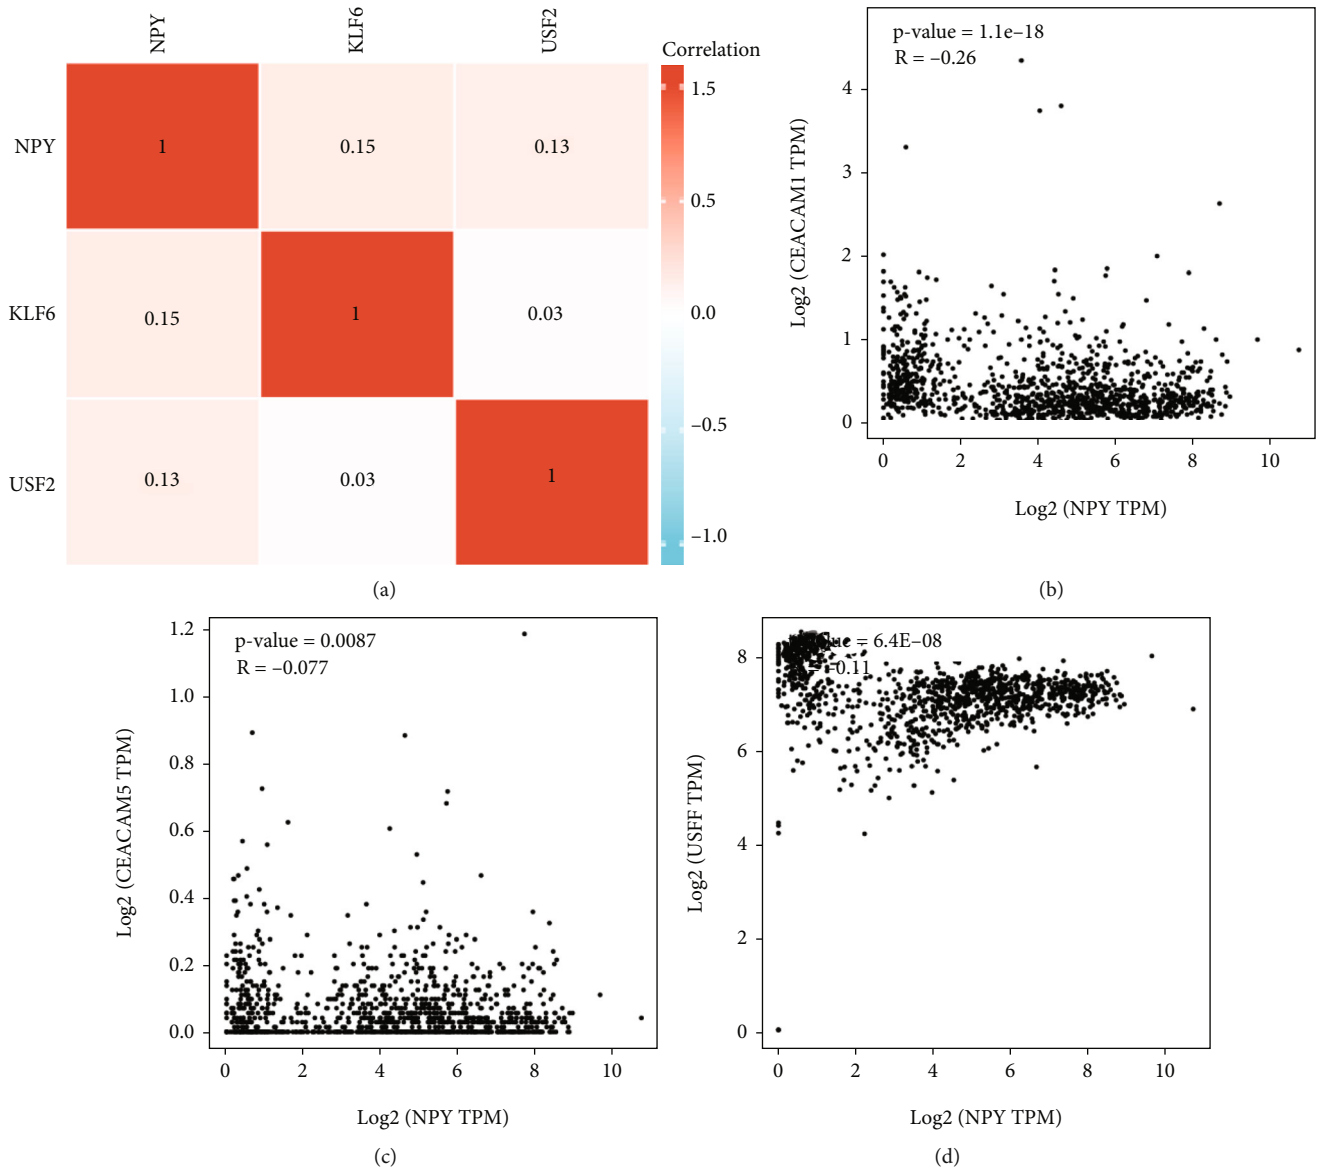 NPY KLF6 USF2
Correlation
NPY 1 0.15 0.13
KLF6 0.15 1 0.03
USF2 0.13 0.03 1
1.5
0.5
0.0
−0.5
−1.0
(a)
p-value = 1.1e−18
R = −0.26
Log2 (CEACAM1 TPM)
4
3
2
1
0
0 2 4 6 8 10
Log2 (NPY TPM)
(b)
p-value = 0.0087
R = −0.077
Log2 (CEACAM5 TPM)
1.2
1.0
0.8
0.6
0.4
0.2
0.0
0 2 4 6 8 10
Log2 (NPY TPM)
(c)
= 6.4E−08
−0.11
Log2 (USFF TPM)
8
6
4
2
0
0 2 4 6 8 10
Log2 (NPY TPM)
(d)